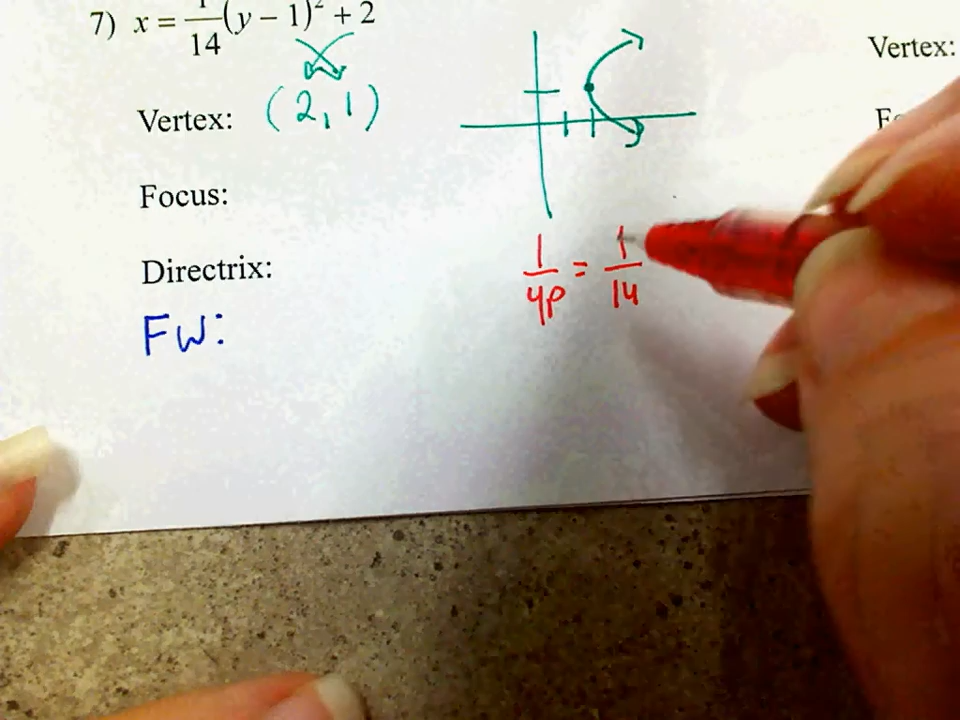 7) x = 1/14 (y − 1)² + 2
Vertex: (2, 1)
Focus:
Directrix:
FW:
1/4p = 1/14
Vertex: